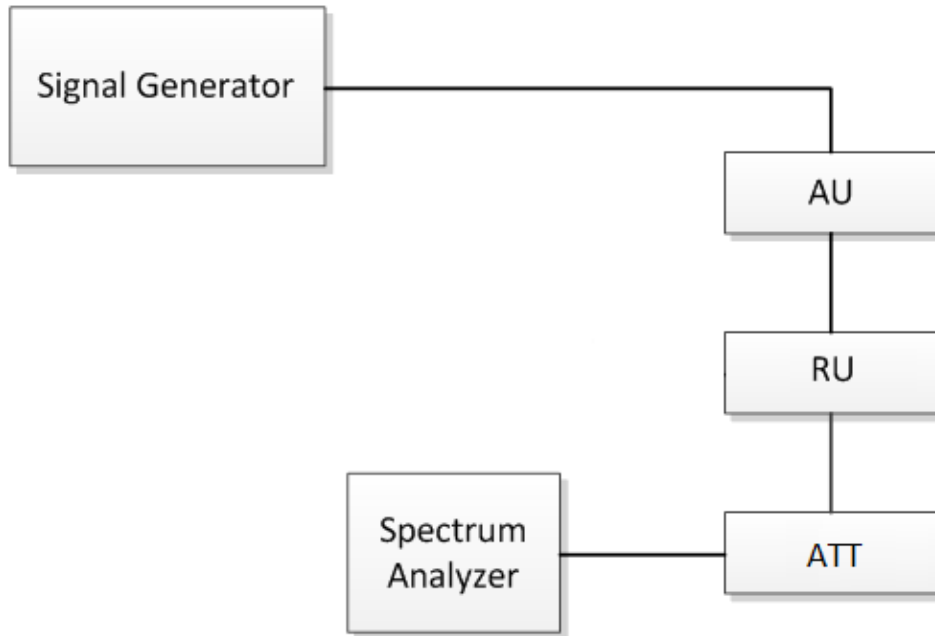 Signal Generator
AU
RU
Spectrum
Analyzer
ATT